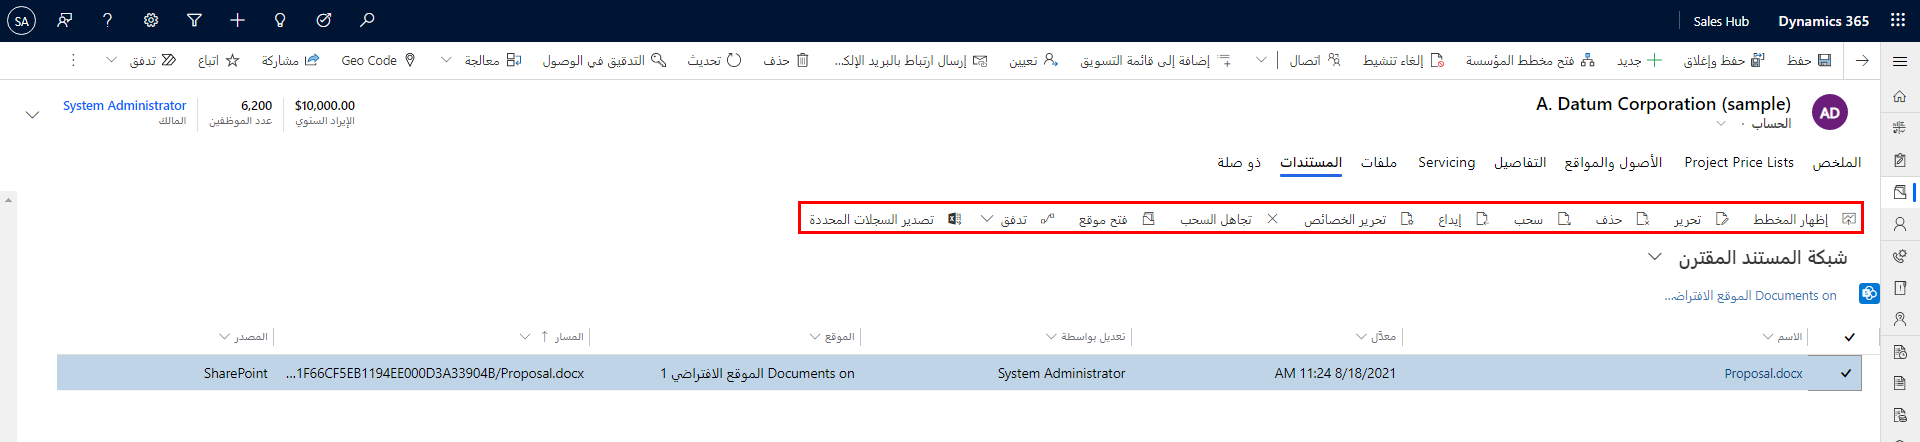 Dynamics 365 Sales Hub SA
حفظ حفظ وإغلاق جديد فتح مخطط المؤسسة إلغاء تنشيط اتصال إضافة إلى قائمة التسويق تعيين إرسال ارتباط بالبريد الإلك... تحديث حذف التدقيق في الوصول معالجة Geo Code مشاركة اتباع تدفق
AD A. Datum Corporation (sample) $10,000.00 6,200 System Administrator
الحساب · الإيراد السنوي عدد الموظفين المالك
الملخص Project Price Lists الأصول والمواقع التفاصيل Servicing ملفات المستندات ذو صلة
إظهار المخطط تحرير حذف سحب إيداع تحرير الخصائص تجاهل السحب فتح موقع تدفق تصدير السجلات المحددة
شبكة المستند المقترن
Documents on الموقع الافتراضـ...
الاسم معدَّل تعديل بواسطة الموقع المسار ↑ المصدر
Proposal.docx 8/18/2021 11:24 AM System Administrator Documents on الموقع الافتراضي 1 ...1F66CF5EB1194EE000D3A33904B/Proposal.docx SharePoint